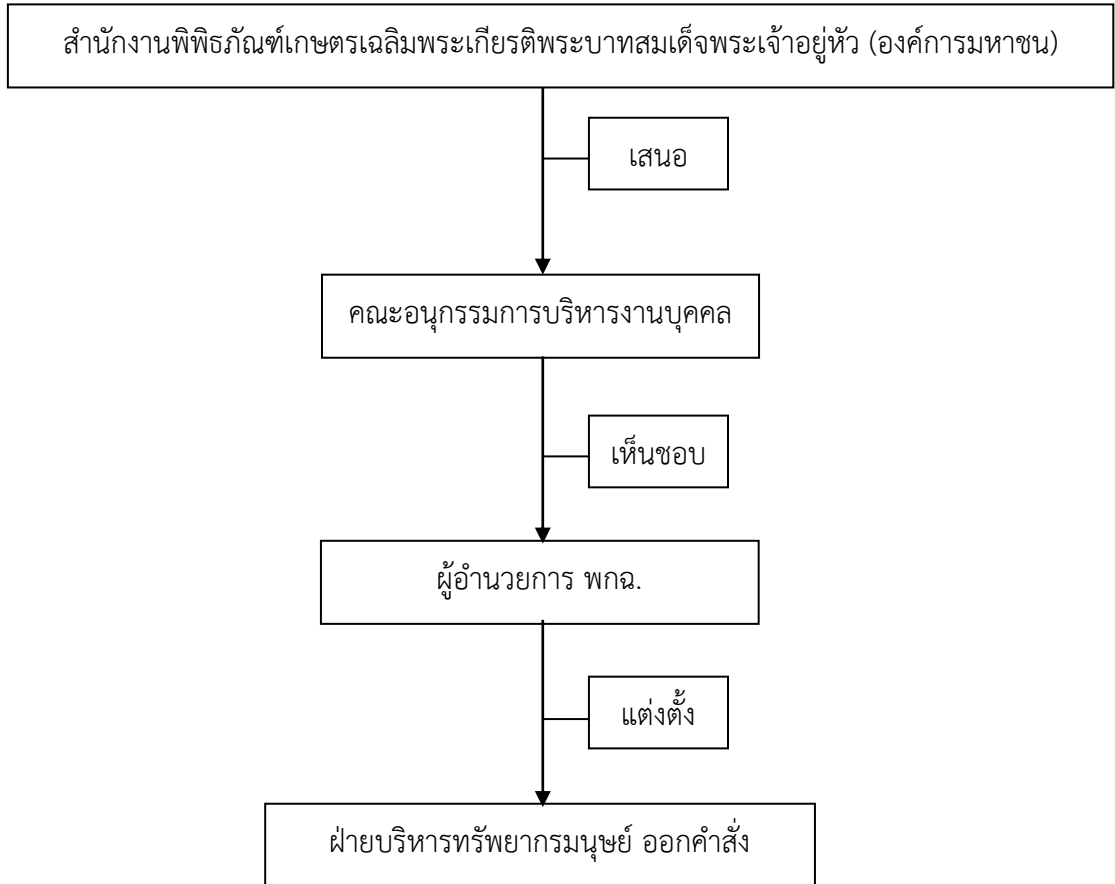 สำนักงานพิพิธภัณฑ์เกษตรเฉลิมพระเกียรติพระบาทสมเด็จพระเจ้าอยู่หัว (องค์การมหาชน)
เสนอ
คณะอนุกรรมการบริหารงานบุคคล
เห็นชอบ
ผู้อำนวยการ พกฉ.
แต่งตั้ง
ฝ่ายบริหารทรัพยากรมนุษย์ ออกคำสั่ง